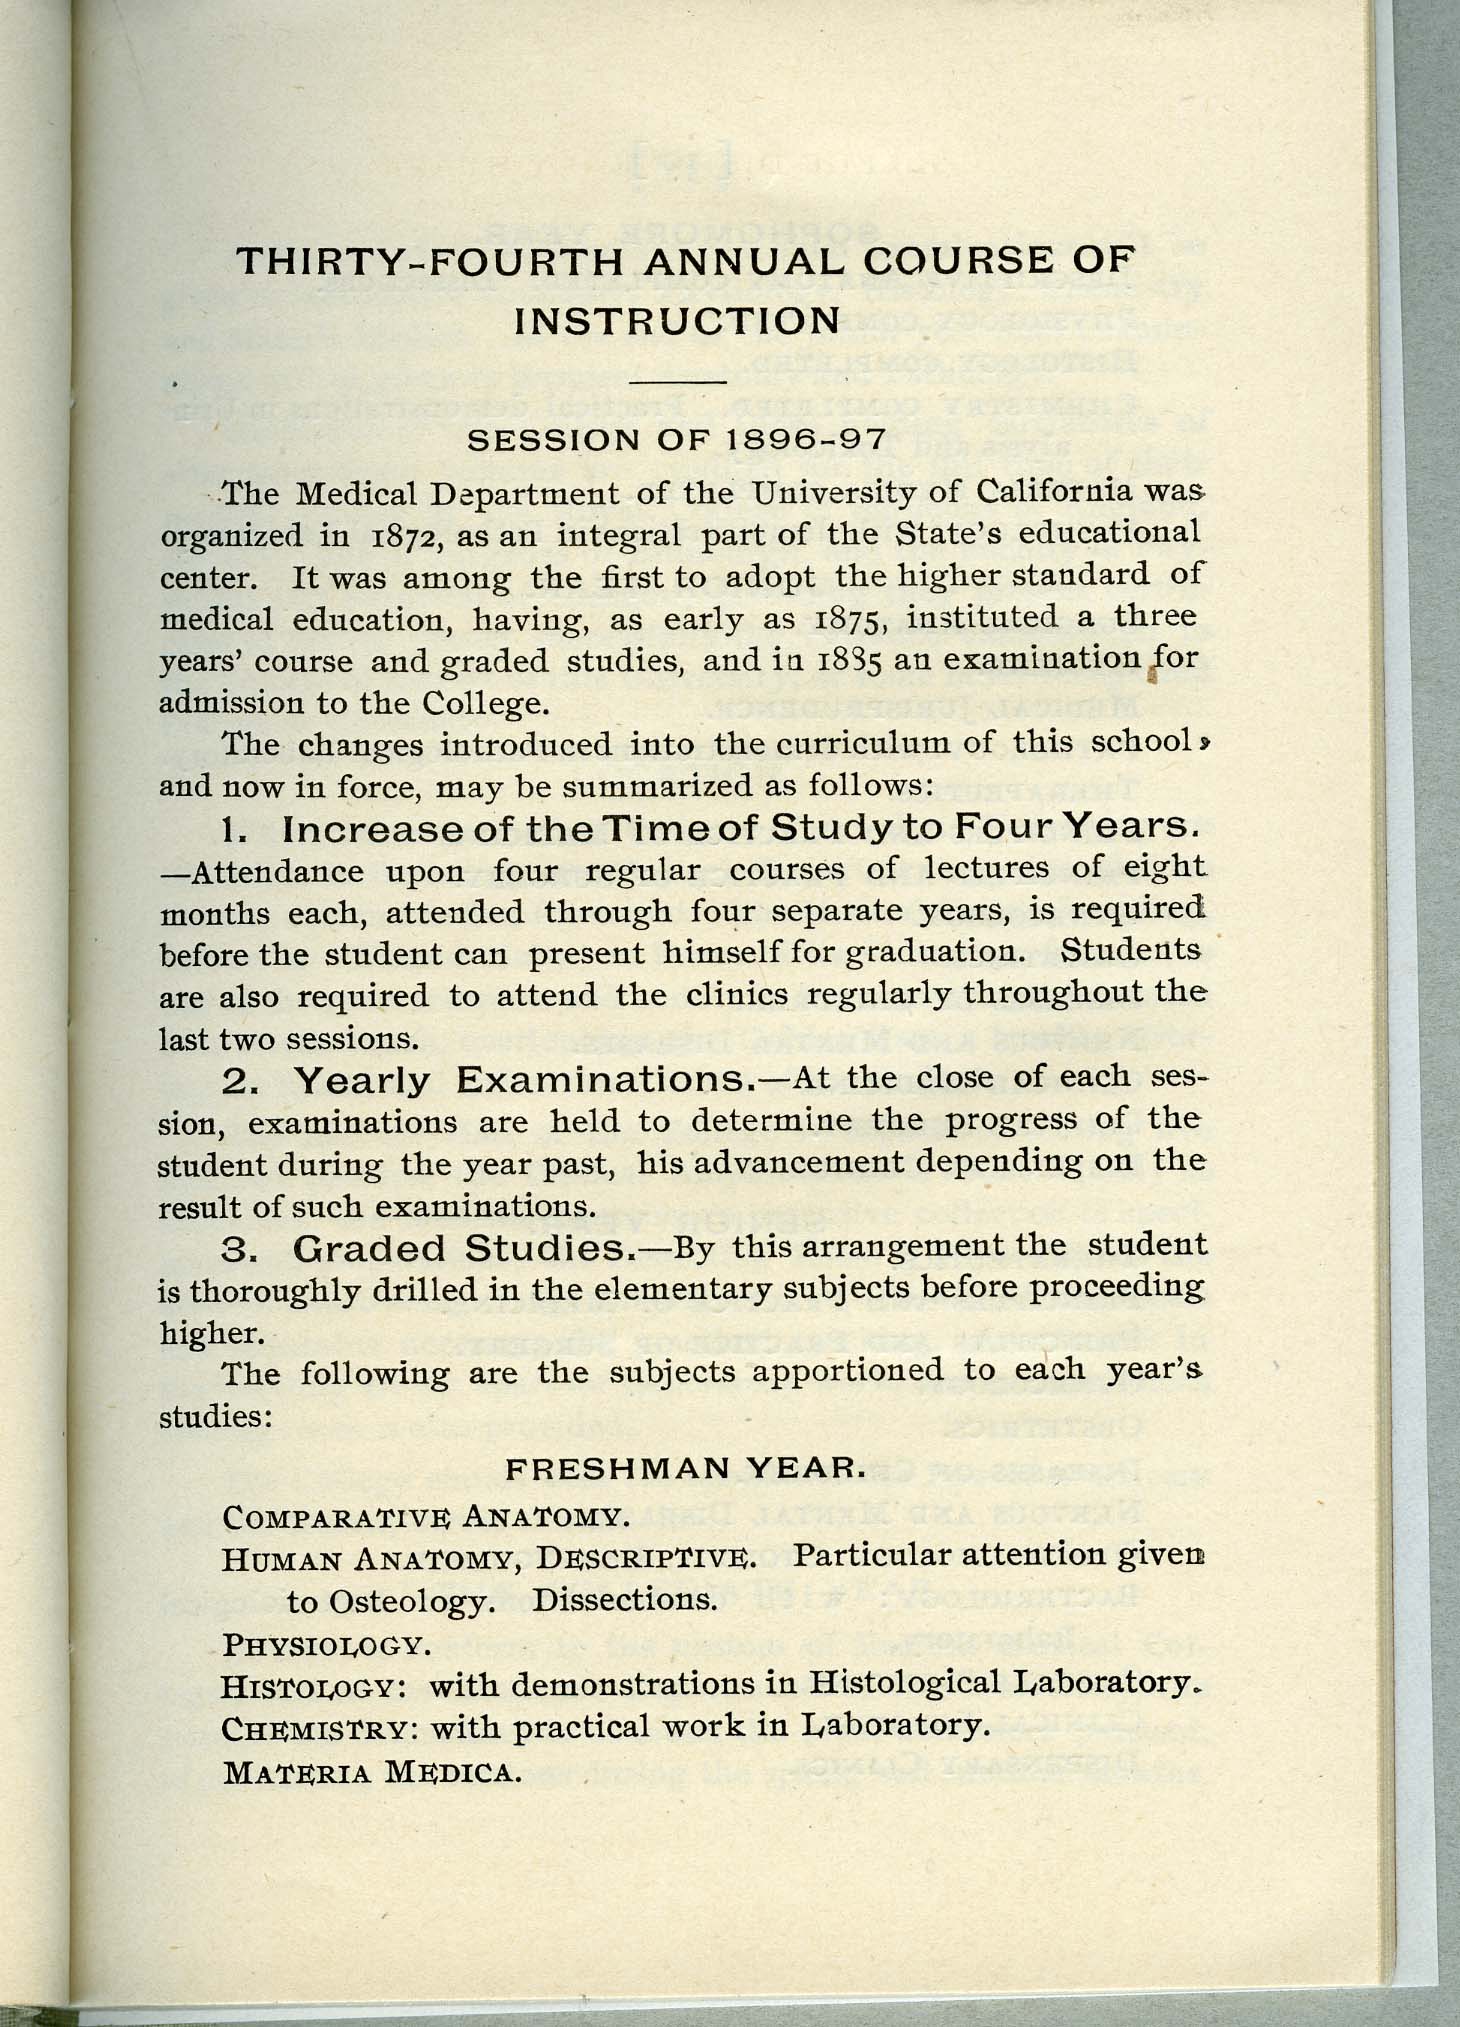 THIRTY-FOURTH ANNUAL COURSE OF
INSTRUCTION
SESSION OF 1896-97
The Medical Department of the University of California was
organized in 1872, as an integral part of the State's educational
center. It was among the first to adopt the higher standard of
medical education, having, as early as 1875, instituted a three
years' course and graded studies, and in 1885 an examination for
admission to the College.
The changes introduced into the curriculum of this school,
and now in force, may be summarized as follows:
1. Increase of the Time of Study to Four Years.
—Attendance upon four regular courses of lectures of eight
months each, attended through four separate years, is required
before the student can present himself for graduation. Students
are also required to attend the clinics regularly throughout the
last two sessions.
2. Yearly Examinations.—At the close of each ses-
sion, examinations are held to determine the progress of the
student during the year past, his advancement depending on the
result of such examinations.
3. Graded Studies.—By this arrangement the student
is thoroughly drilled in the elementary subjects before proceeding
higher.
The following are the subjects apportioned to each year's
studies:
FRESHMAN YEAR.
COMPARATIVE ANATOMY.
HUMAN ANATOMY, DESCRIPTIVE. Particular attention given
to Osteology. Dissections.
PHYSIOLOGY.
HISTOLOGY: with demonstrations in Histological Laboratory.
CHEMISTRY: with practical work in Laboratory.
MATERIA MEDICA.